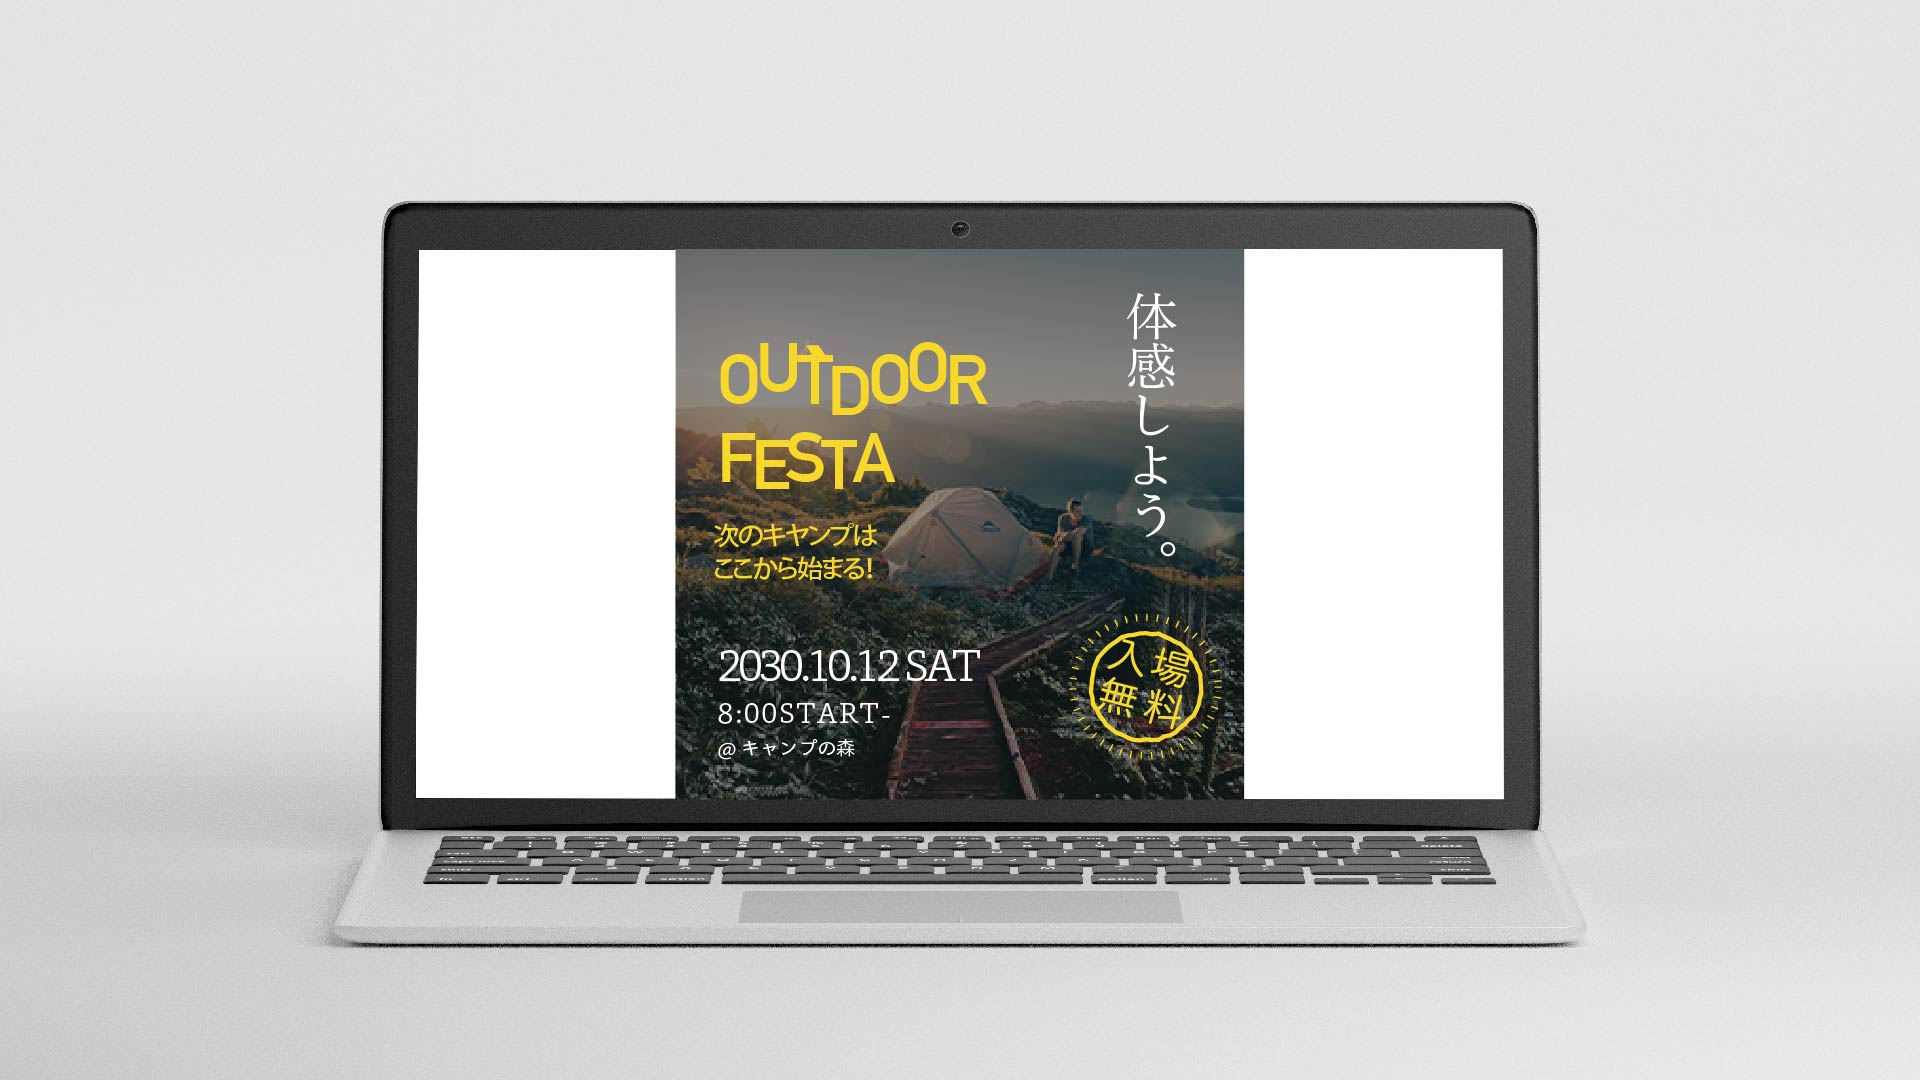 OUTDOOR
FESTA
次のキャンプは
ここから始まる!
体感しよう。
2030.10.12 SAT
8:00START-
@ キャンプの森
入場
無料